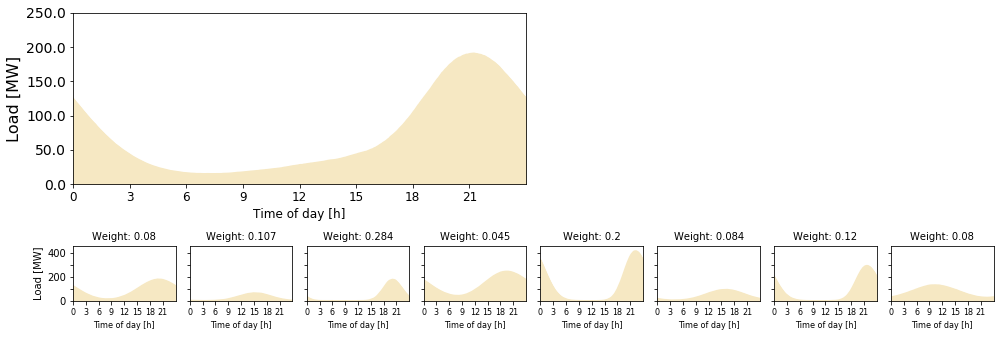 250.0
200.0
150.0
100.0
50.0
0.0
Load [MW]
0 3 6 9 12 15 18 21
Time of day [h]
Weight: 0.08 Weight: 0.107 Weight: 0.284 Weight: 0.045 Weight: 0.2 Weight: 0.084 Weight: 0.12 Weight: 0.08
400
200
0
Load [MW]
0 3 6 9 12 15 18 21 0 3 6 9 12 15 18 21 0 3 6 9 12 15 18 21 0 3 6 9 12 15 18 21 0 3 6 9 12 15 18 21 0 3 6 9 12 15 18 21 0 3 6 9 12 15 18 21 0 3 6 9 12 15 18 21
Time of day [h] Time of day [h] Time of day [h] Time of day [h] Time of day [h] Time of day [h] Time of day [h] Time of day [h]